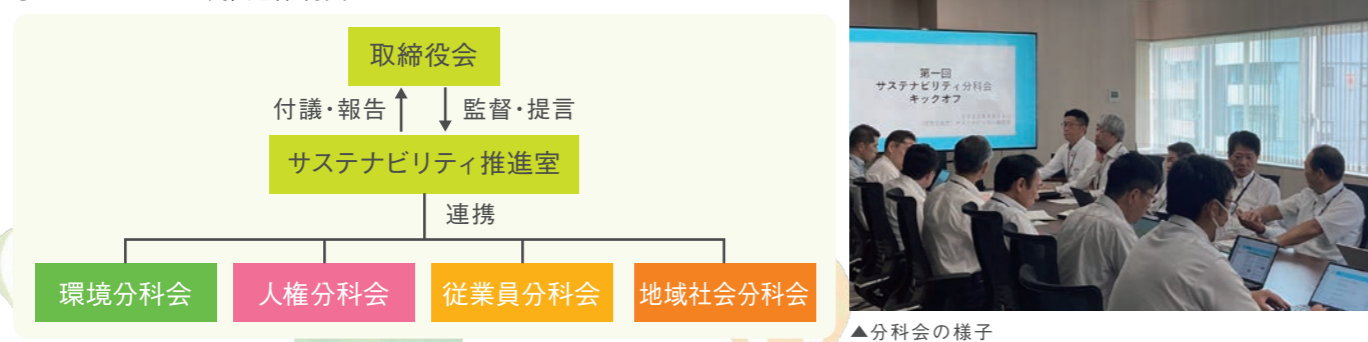 取締役会
付議・報告
監督・提言
サステナビリティ推進室
連携
環境分科会
人権分科会
従業員分科会
地域社会分科会
第一回
サステナビリティ分科会
キックオフ
▲分科会の様子